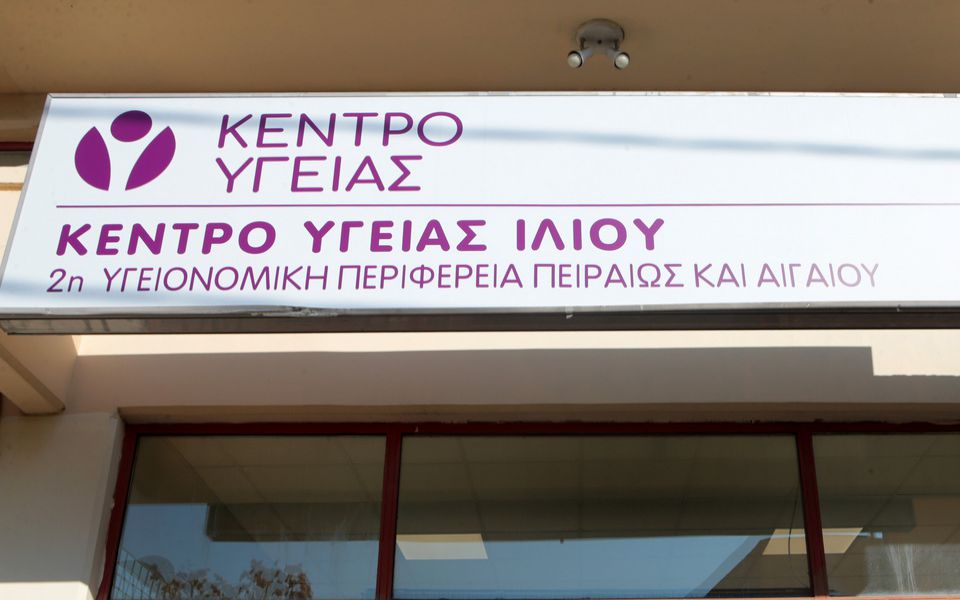 ΚΕΝΤΡΟ
ΥΓΕΙΑΣ
ΚΕΝΤΡΟ ΥΓΕΙΑΣ ΙΛΙΟΥ
2η ΥΓΕΙΟΝΟΜΙΚΗ ΠΕΡΙΦΕΡΕΙΑ ΠΕΙΡΑΙΩΣ ΚΑΙ ΑΙΓΑΙΟΥ